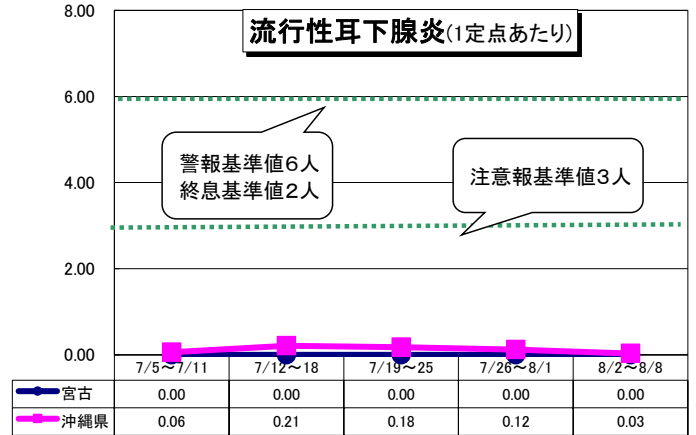 流行性耳下腺炎(1定点あたり)
8.00
6.00
4.00
2.00
0.00
警報基準値6人
終息基準値2人
注意報基準値3人
7/5～7/11 7/12～18 7/19～25 7/26～8/1 8/2～8/8
宮古 0.00 0.00 0.00 0.00 0.00
沖縄県 0.06 0.21 0.18 0.12 0.03